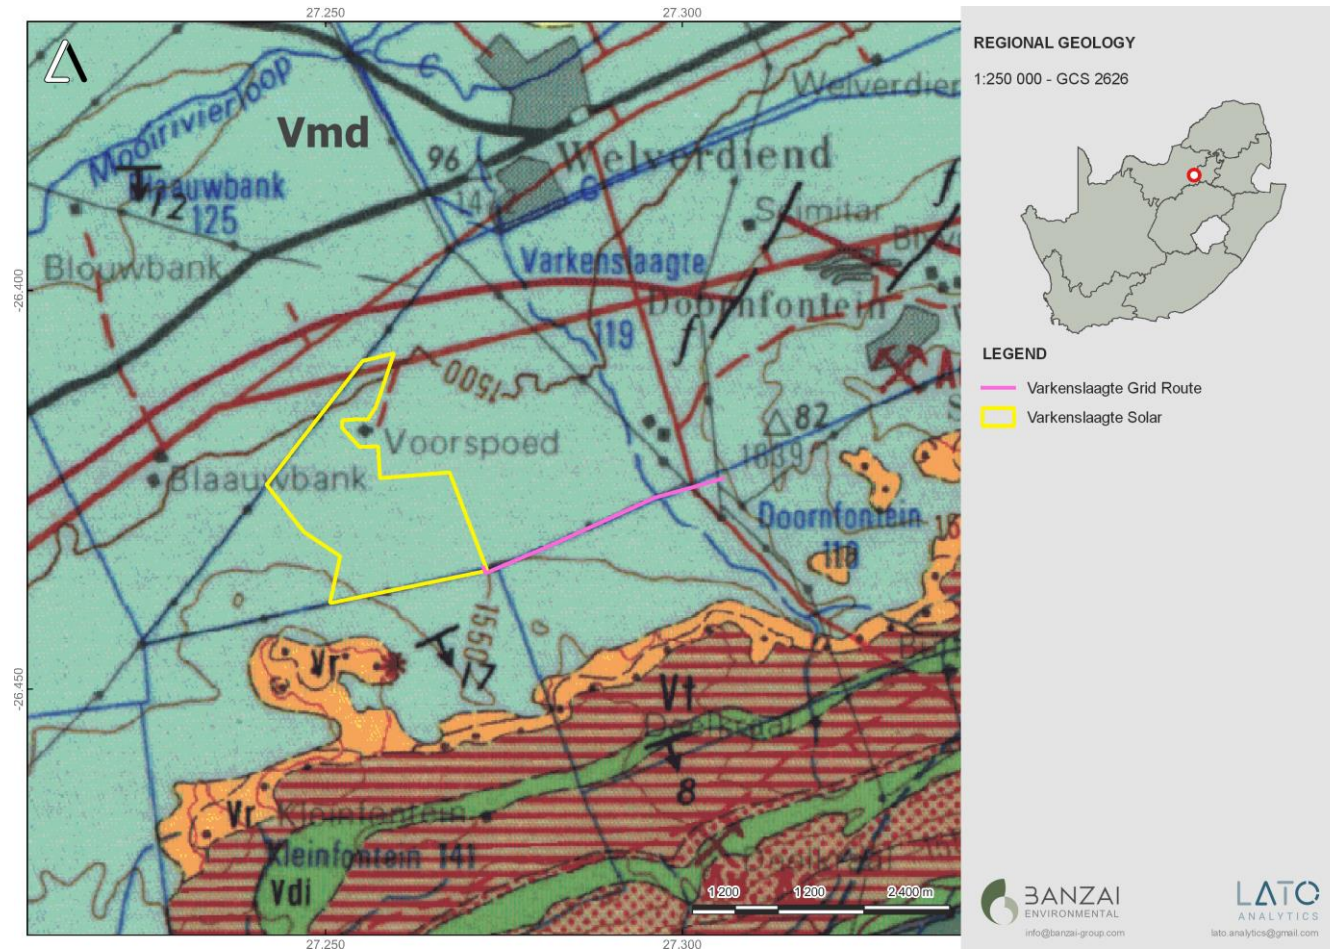 27.250
27.300
REGIONAL GEOLOGY
1:250 000 - GCS 2626
Mooirivierloop
Vmd
96
14
Welverdiend
Welverdien
12
Blaauwbank
125
Blouwbank
Varkenslaagte
119
Scimitar
Doornfontein
f
f
-26.400
1500
Voorspoed
Blaauwbank
82
1639
Doornfontein
LEGEND
Varkenslaagte Grid Route
Varkenslaagte Solar
1550
17
Vr
Vt
-26.450
8
Vr
Kleinfontein
Kleinfontein 141
Vdi
1 200
1 200
2 400 m
27.250
27.300
BANZAI
ENVIRONMENTAL
info@banzai-group.com
LATO
ANALYTICS
lato.analytics@gmail.com